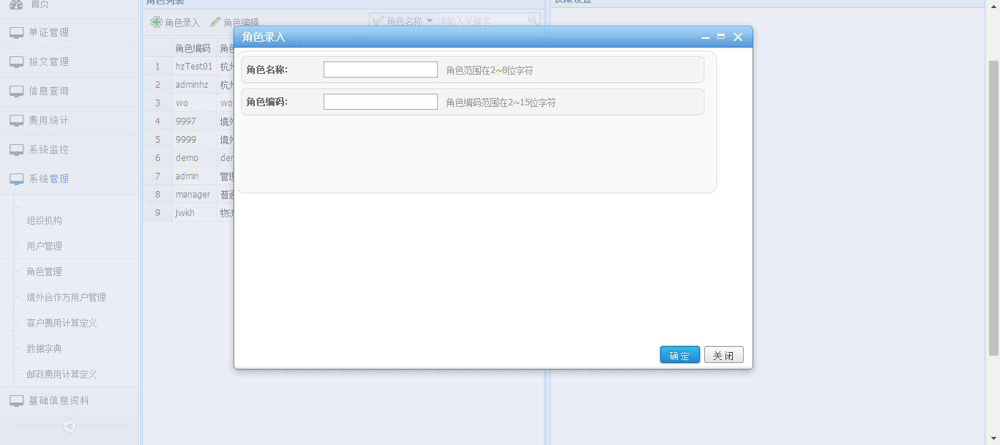 首页
单证管理
报文管理
信息查询
费用统计
系统监控
系统管理
组织机构
用户管理
角色管理
境外合作方用户管理
客户费用计算定义
数据字典
邮政费用计算定义
基础信息资料
角色列表
角色录入 角色编辑 角色名称 请输入关键字
角色编码 角色
1 hzTest01 杭州
2 adminhz 杭州
3 wo wo
4 9997 境外
5 9999 境外
6 demo der
7 admin 管理
8 manager 普通
9 jwkh 物流
权限设置
角色录入
角色名称: 角色范围在2~8位字符
角色编码: 角色编码范围在2~15位字符
确定 关闭